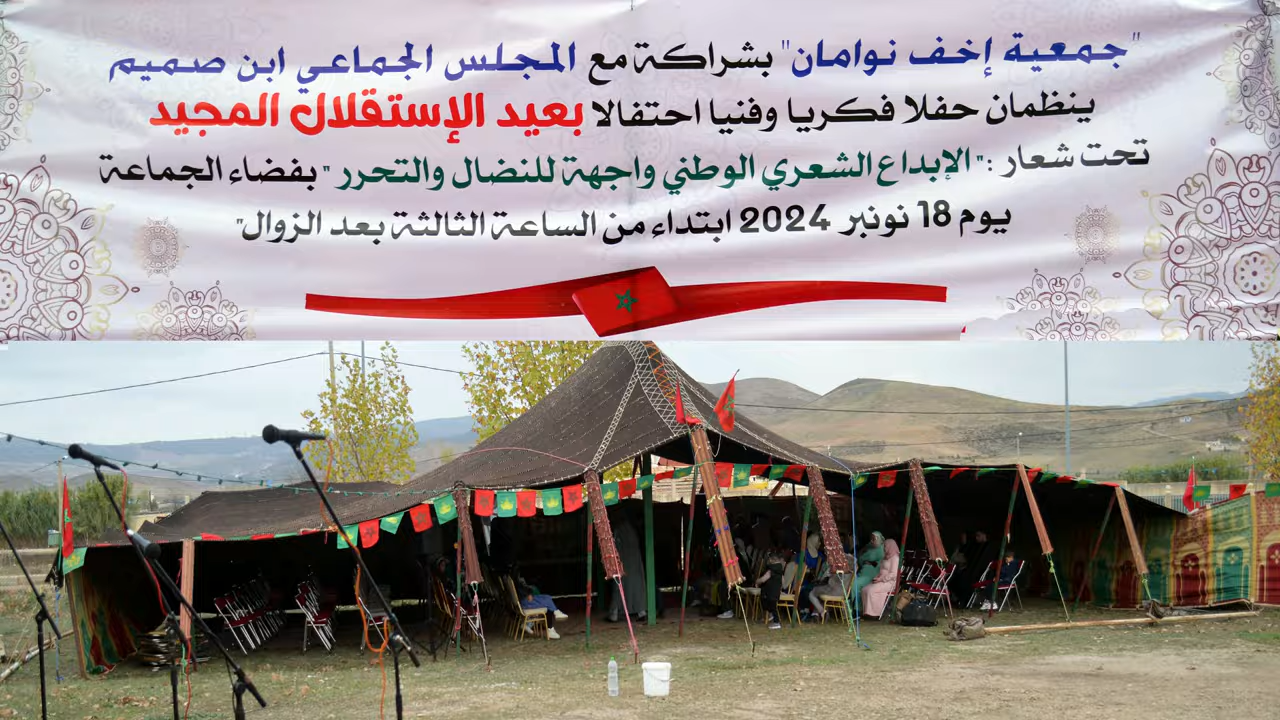 "جمعية إخف نوامان" بشراكة مع المجلس الجماعي ابن صميم
ينظمان حفلا فكريا وفنيا احتفالا بعيد الإستقلال المجيد
تحت شعار :" الإبداع الشعري الوطني واجهة للنضال والتحرر " بفضاء الجماعة
يوم 18 نونبر 2024 ابتداء من الساعة الثالثة بعد الزوال"